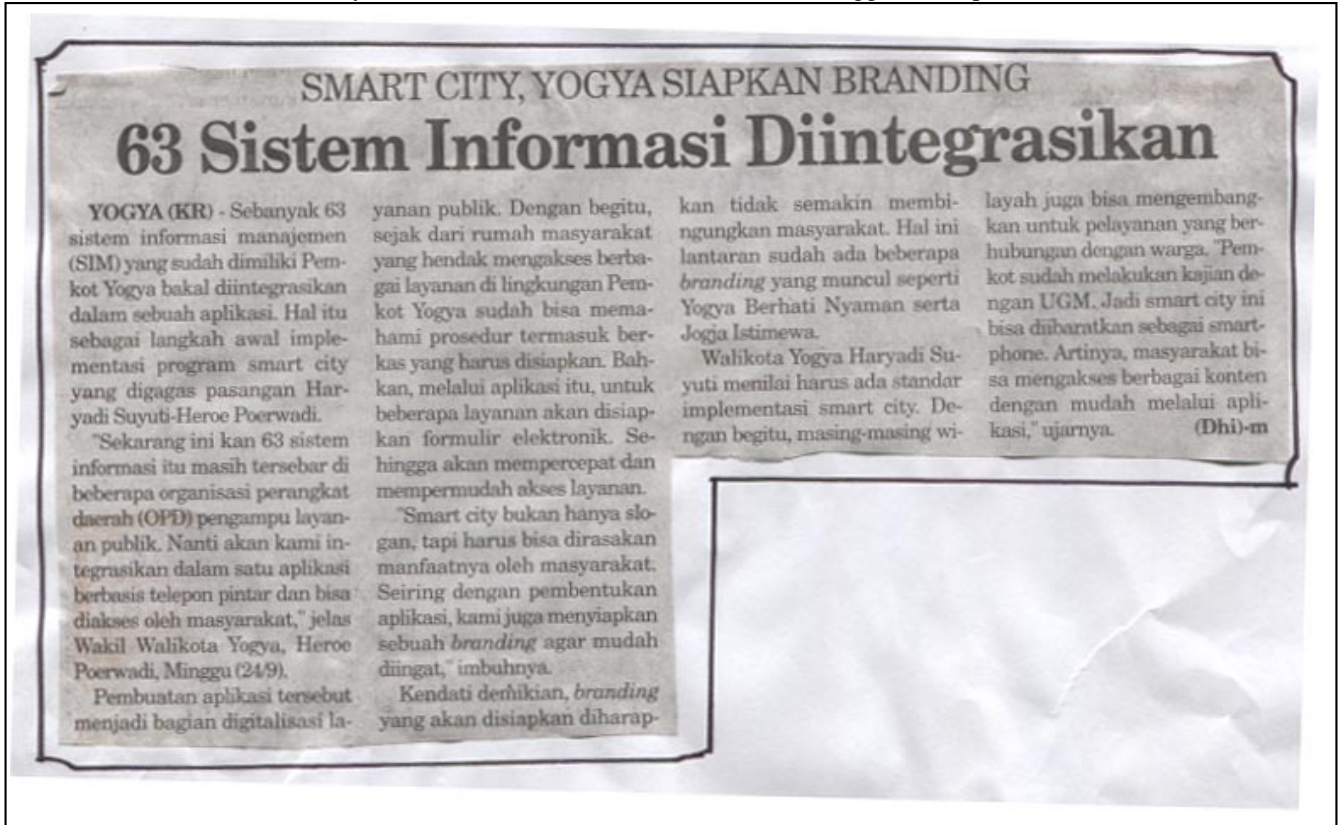 SMART CITY, YOGYA SIAPKAN BRANDING
63 Sistem Informasi Diintegrasikan
YOGYA (KR) - Sebanyak 63
sistem informasi manajemen
(SIM) yang sudah dimiliki Pem-
kot Yogya bakal diintegrasikan
dalam sebuah aplikasi. Hal itu
sebagai langkah awal imple-
mentasi program smart city
yang digagas pasangan Har-
yadi Suyuti-Heroe Poerwadi.
"Sekarang ini kan 63 sistem
informasi itu masih tersebar di
beberapa organisasi perangkat
daerah (OPD) pengampu layan-
an publik. Nanti akan kami in-
tegrasikan dalam satu aplikasi
berbasis telepon pintar dan bisa
diakses oleh masyarakat," jelas
Wakil Walikota Yogya, Heroe
Poerwadi, Minggu (24/9).
Pembuatan aplikasi tersebut
menjadi bagian digitalisasi la-
yanan publik. Dengan begitu,
sejak dari rumah masyarakat
yang hendak mengakses berba-
gai layanan di lingkungan Pem-
kot Yogya sudah bisa mema-
hami prosedur termasuk ber-
kas yang harus disiapkan. Bah-
kan, melalui aplikasi itu, untuk
beberapa layanan akan disiap-
kan formulir elektronik. Se-
hingga akan mempercepat dan
mempermudah akses layanan.
"Smart city bukan hanya slo-
gan, tapi harus bisa dirasakan
manfaatnya oleh masyarakat.
Seiring dengan pembentukan
aplikasi, kami juga menyiapkan
sebuah branding agar mudah
diingat," imbuhnya.
Kendati demikian, branding
yang akan disiapkan diharap-
kan tidak semakin membi-
ngungkan masyarakat. Hal ini
lantaran sudah ada beberapa
branding yang muncul seperti
Yogya Berhati Nyaman serta
Jogja Istimewa.
Walikota Yogya Haryadi Su-
yuti menilai harus ada standar
implementasi smart city. De-
ngan begitu, masing-masing wi-
layah juga bisa mengembang-
kan untuk pelayanan yang ber-
hubungan dengan warga. "Pem-
kot sudah melakukan kajian de-
ngan UGM. Jadi smart city ini
bisa diibaratkan sebagai smart-
phone. Artinya, masyarakat bi-
sa mengakses berbagai konten
dengan mudah melalui apli-
kasi," ujarnya. (Dhi)-m